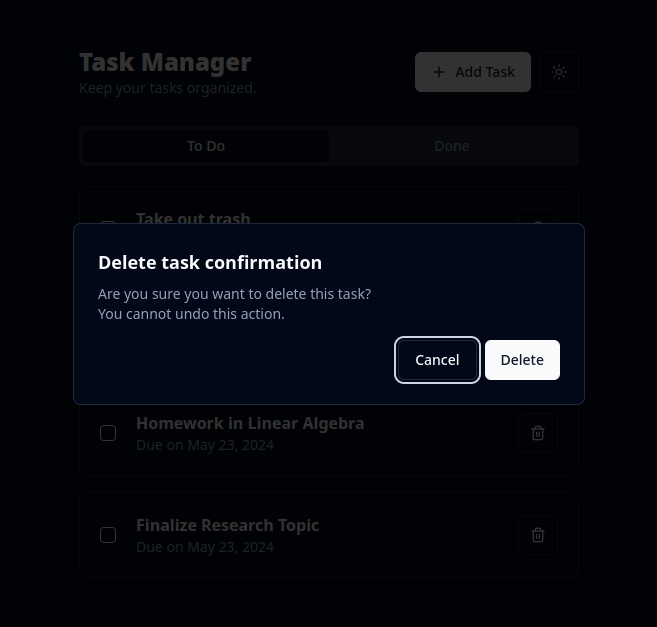 Task Manager
Keep your tasks organized.
Add Task
To Do
Done
Take out trash
Delete task confirmation
Are you sure you want to delete this task?
You cannot undo this action.
Cancel
Delete
Homework in Linear Algebra
Due on May 23, 2024
Finalize Research Topic
Due on May 23, 2024